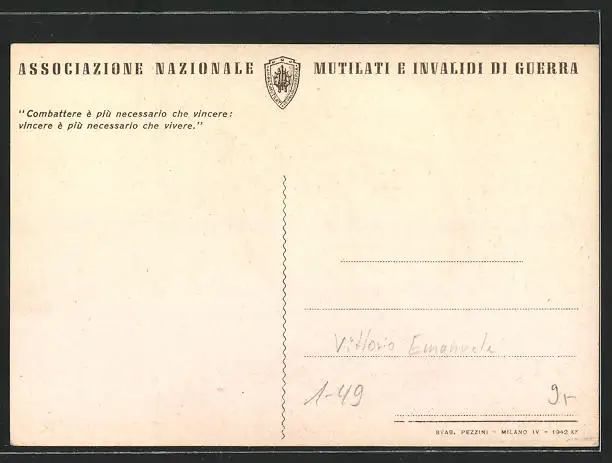 ASSOCIAZIONE NAZIONALE MUTILATI E INVALIDI DI GUERRA
"Combattere è più necessario che vincere:
vincere è più necessario che vivere."
Vittorio Emanuele
1-49 9,-
STAB. PEZZINI - MILANO IV - 1942 XX